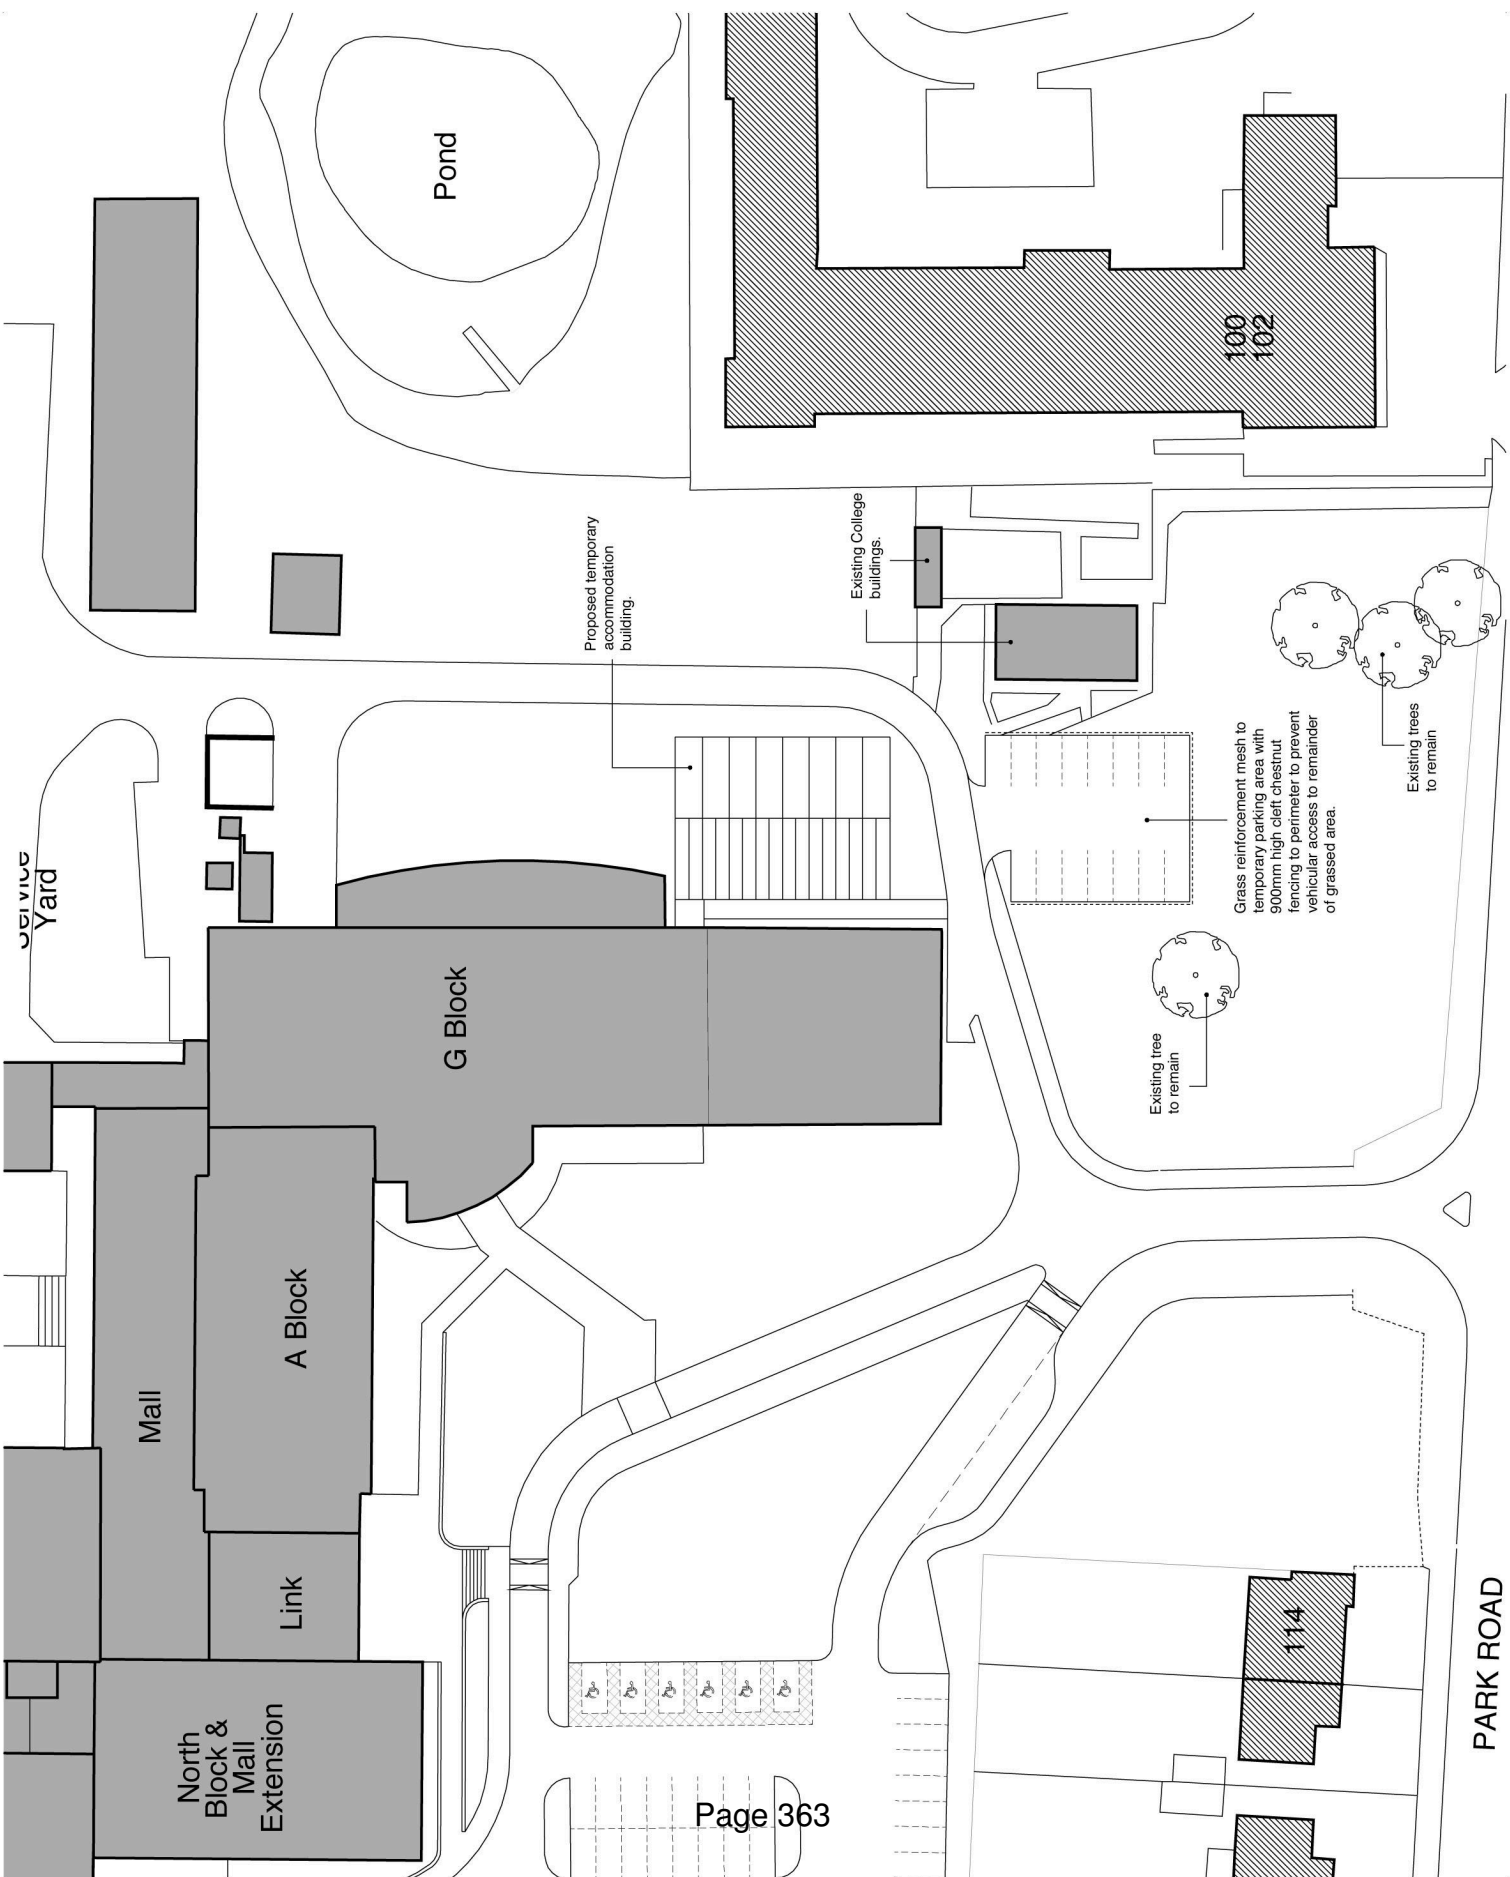 Pond
100
102
Proposed temporary
accommodation
building.
Existing College
buildings.
Grass reinforcement mesh to
temporary parking area with
900mm high cleft chestnut
fencing to perimeter to prevent
vehicular access to remainder
of grassed area.
Existing trees
to remain
Existing tree
to remain
Service
Yard
G Block
A Block
Mall
Link
North
Block &
Mall
Extension
114
PARK ROAD
Page 363